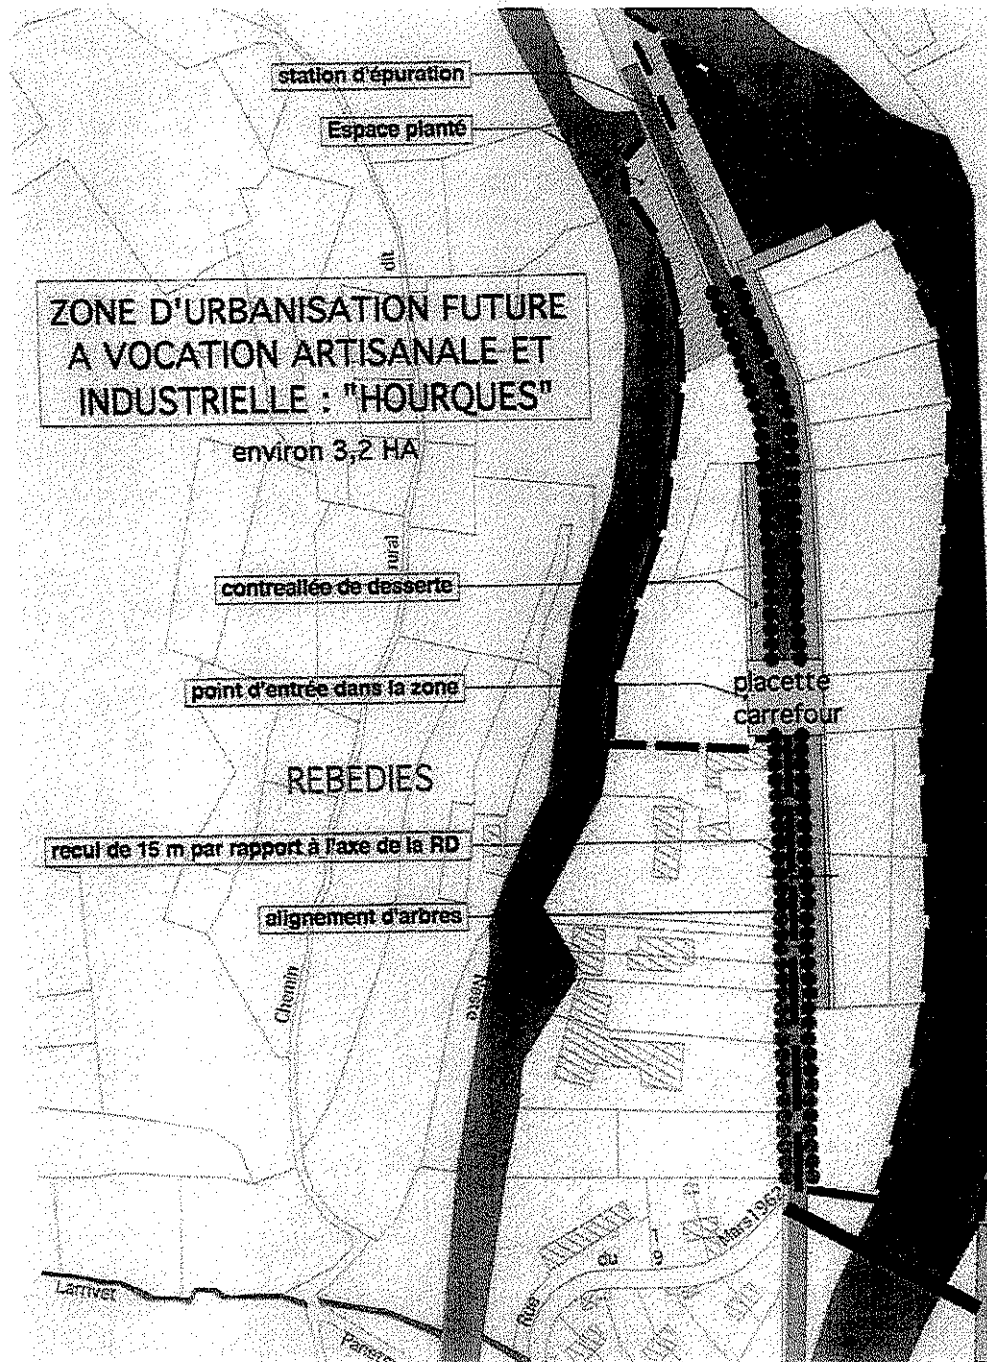 station d'épuration
Espace planté
dit
ZONE D'URBANISATION FUTURE
A VOCATION ARTISANALE ET
INDUSTRIELLE : "HOURQUES"
environ 3,2 HA
rural
contreallée de desserte
point d'entrée dans la zone
placette
carrefour
REBEDIES
recul de 15 m par rapport à l'axe de la RD
alignement d'arbres
Chemin
Rue
du
19
Mars 1962
Larrivet